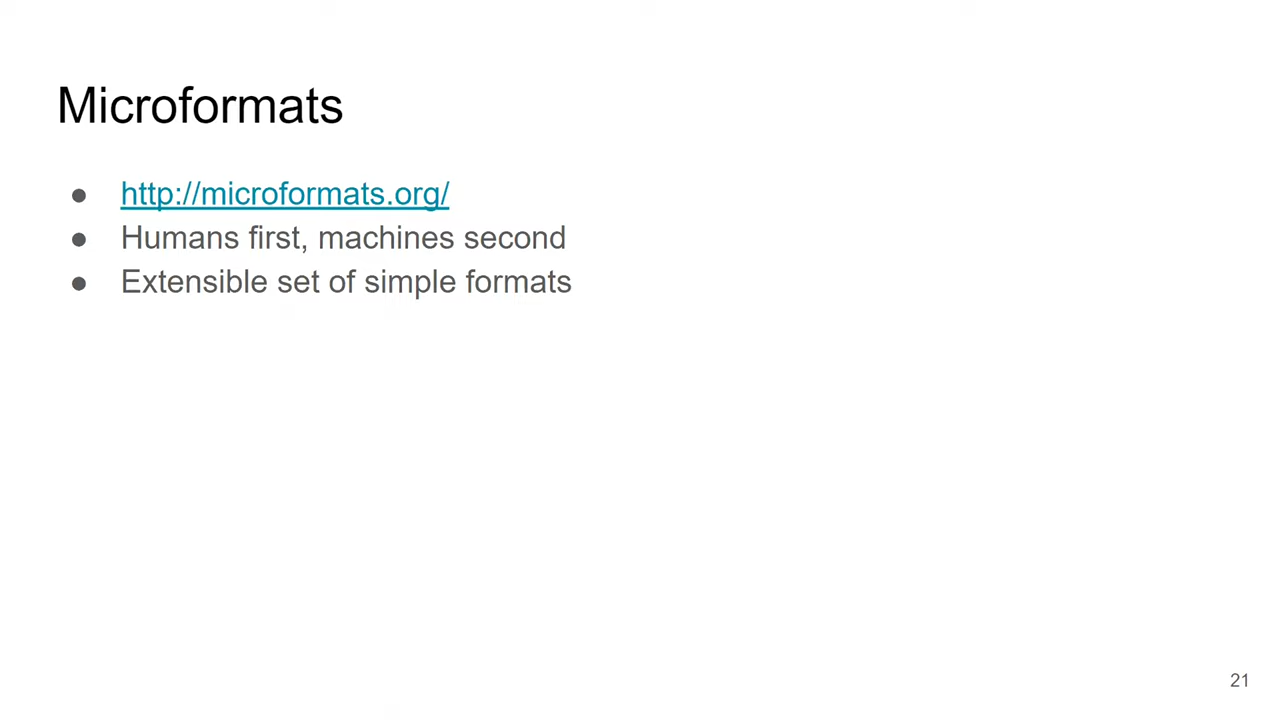 Microformats
● http://microformats.org/
● Humans first, machines second
● Extensible set of simple formats
21